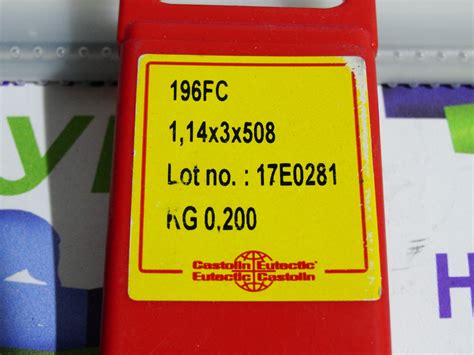 196FC
1,14x3x508
Lot no. : 17E0281
KG 0,200
Castolin Eutectic®
Eutectic Castolin